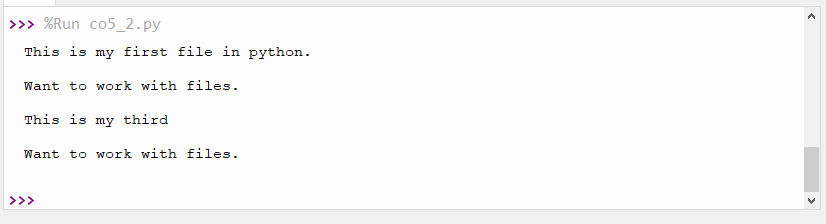 >>> %Run co5_2.py
This is my first file in python.
Want to work with files.
This is my third
Want to work with files.
>>>